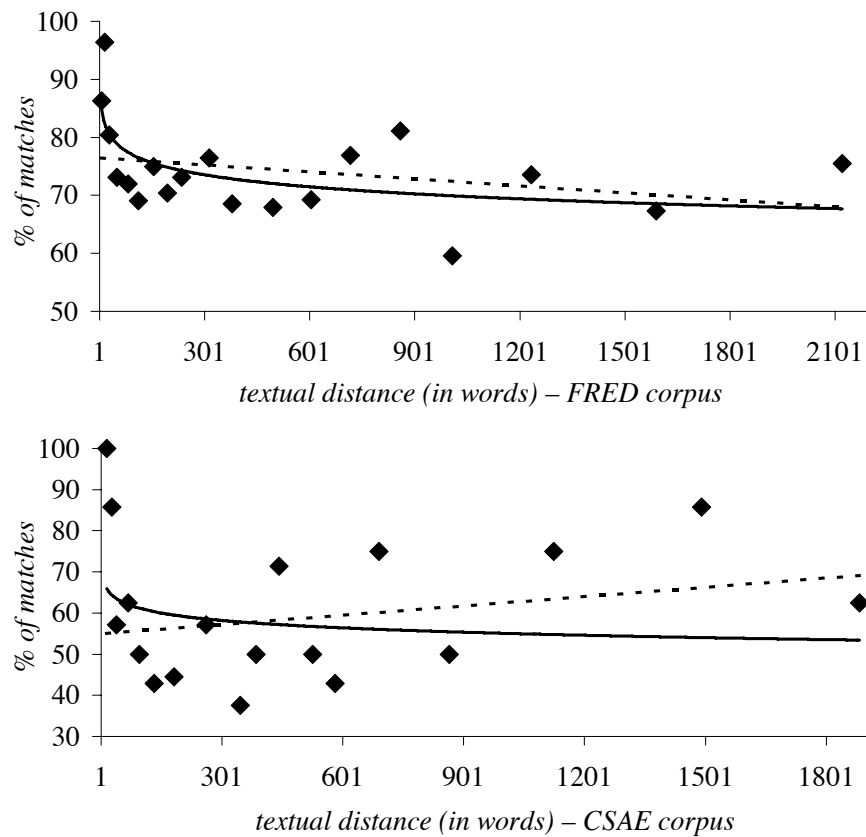 100
90
80
70
60
50
% of matches
1 301 601 901 1201 1501 1801 2101
textual distance (in words) – FRED corpus
100
90
80
70
60
50
40
30
% of matches
1 301 601 901 1201 1501 1801
textual distance (in words) – CSAE corpus